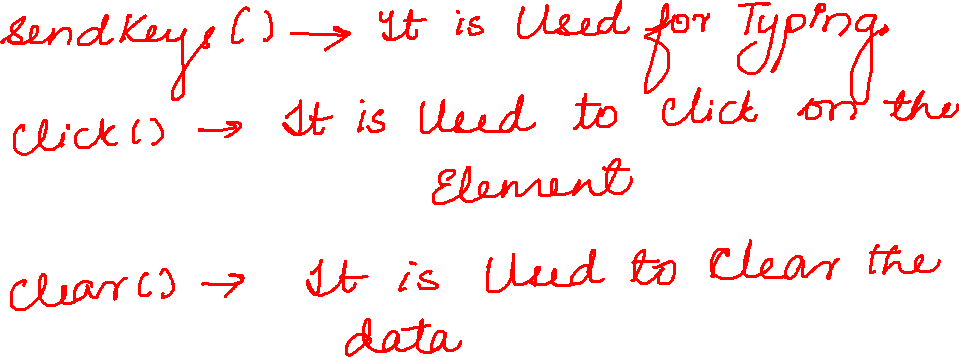 sendkeys() → It is Used for Typing.
click() → It is Used to click on the
Element
clear() → It is Used to Clear the
data